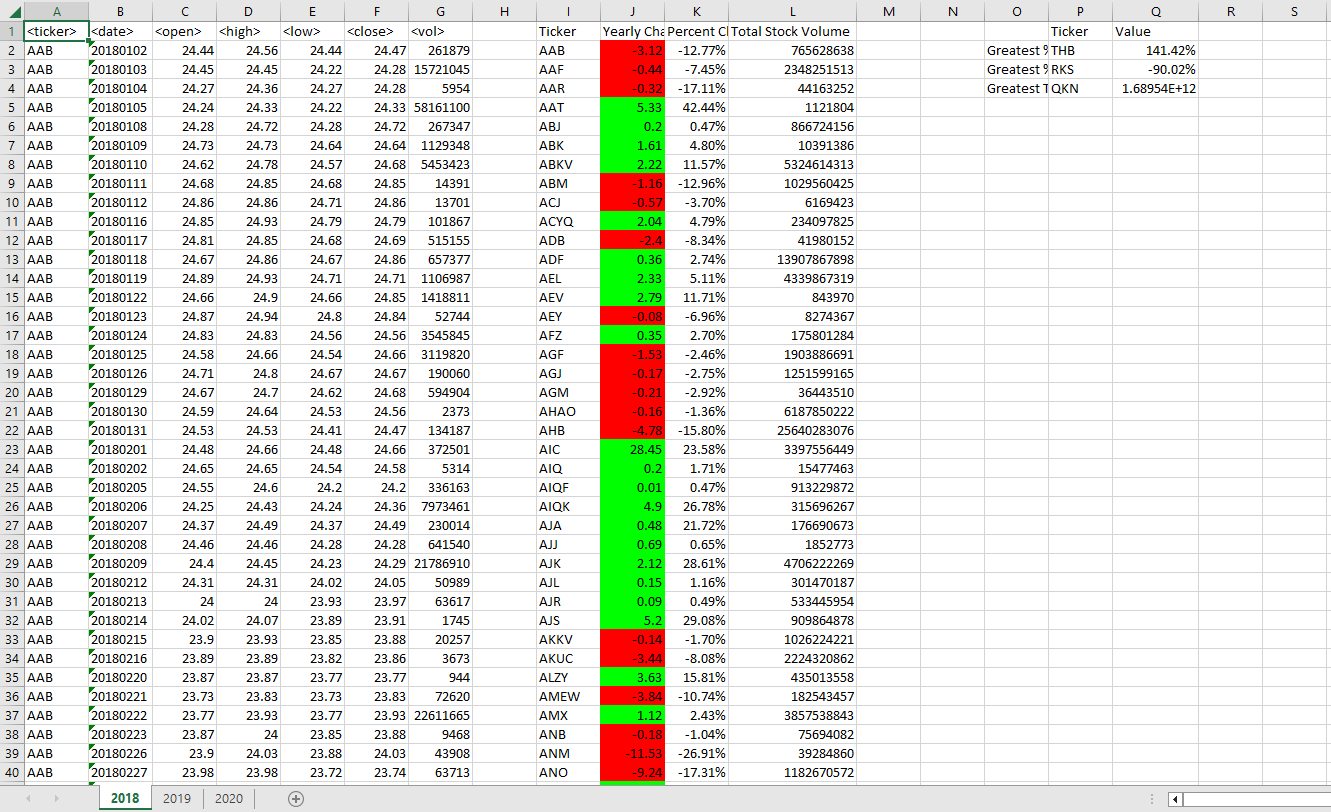 A B C D E F G H I J K L M N O P Q R S
1 <ticker> <date> <open> <high> <low> <close> <vol> Ticker Yearly Cha Percent C Total Stock Volume Ticker Value
2 AAB 20180102 24.44 24.56 24.44 24.47 261879 AAB -3.12 -12.77% 765628638 Greatest % THB 141.42%
3 AAB 20180103 24.45 24.45 24.22 24.28 15721045 AAF -0.44 -7.45% 2348251513 Greatest % RKS -90.02%
4 AAB 20180104 24.27 24.36 24.27 24.28 5954 AAR -0.32 -17.11% 44163252 Greatest T QKN 1.68954E+12
5 AAB 20180105 24.24 24.33 24.22 24.33 58161100 AAT 5.33 42.44% 1121804
6 AAB 20180108 24.28 24.72 24.28 24.72 267347 ABJ 0.2 0.47% 866724156
7 AAB 20180109 24.73 24.73 24.64 24.64 1129348 ABK 1.61 4.80% 10391386
8 AAB 20180110 24.62 24.78 24.57 24.68 5453423 ABKV 2.22 11.57% 5324614313
9 AAB 20180111 24.68 24.85 24.68 24.85 14391 ABM -1.16 -12.96% 1029560425
10 AAB 20180112 24.86 24.86 24.71 24.86 13701 ACJ -0.57 -3.70% 6169423
11 AAB 20180116 24.85 24.93 24.79 24.79 101867 ACYQ 2.04 4.79% 234097825
12 AAB 20180117 24.81 24.85 24.68 24.69 515155 ADB -2.4 -8.34% 41980152
13 AAB 20180118 24.67 24.86 24.67 24.86 657377 ADF 0.36 2.74% 13907867898
14 AAB 20180119 24.89 24.93 24.71 24.71 1106987 AEL 2.33 5.11% 4339867319
15 AAB 20180122 24.66 24.9 24.66 24.85 1418811 AEV 2.79 11.71% 843970
16 AAB 20180123 24.87 24.94 24.8 24.84 52744 AEY -0.08 -6.96% 8274367
17 AAB 20180124 24.83 24.83 24.56 24.56 3545845 AFZ 0.35 2.70% 175801284
18 AAB 20180125 24.58 24.66 24.54 24.66 3119820 AGF -1.53 -2.46% 1903886691
19 AAB 20180126 24.71 24.8 24.67 24.67 190060 AGJ -0.17 -2.75% 1251599165
20 AAB 20180129 24.67 24.7 24.62 24.68 594904 AGM -0.21 -2.92% 36443510
21 AAB 20180130 24.59 24.64 24.53 24.56 2373 AHAO -0.16 -1.36% 6187850222
22 AAB 20180131 24.53 24.53 24.41 24.47 134187 AHB -4.78 -15.80% 25640283076
23 AAB 20180201 24.48 24.66 24.48 24.66 372501 AIC 28.45 23.58% 3397556449
24 AAB 20180202 24.65 24.65 24.54 24.58 5314 AIQ 0.2 1.71% 15477463
25 AAB 20180205 24.55 24.6 24.2 24.2 336163 AIQF 0.01 0.47% 913229872
26 AAB 20180206 24.25 24.43 24.24 24.36 7973461 AIQK 4.9 26.78% 315696267
27 AAB 20180207 24.37 24.49 24.37 24.49 230014 AJA 0.48 21.72% 176690673
28 AAB 20180208 24.46 24.46 24.28 24.28 641540 AJJ 0.69 0.65% 1852773
29 AAB 20180209 24.4 24.45 24.23 24.29 21786910 AJK 2.12 28.61% 4706222269
30 AAB 20180212 24.31 24.31 24.02 24.05 50989 AJL 0.15 1.16% 301470187
31 AAB 20180213 24 24 23.93 23.97 63617 AJR 0.09 0.49% 533445954
32 AAB 20180214 24.02 24.07 23.89 23.91 1745 AJS 5.2 29.08% 909864878
33 AAB 20180215 23.9 23.93 23.85 23.88 20257 AKKV -0.14 -1.70% 1026224221
34 AAB 20180216 23.89 23.89 23.82 23.86 3673 AKUC -3.44 -8.08% 2224320862
35 AAB 20180220 23.87 23.87 23.77 23.77 944 ALZY 3.63 15.81% 435013558
36 AAB 20180221 23.73 23.83 23.73 23.83 72620 AMEW -3.84 -10.74% 182543457
37 AAB 20180222 23.77 23.93 23.77 23.93 22611665 AMX 1.12 2.43% 3857538843
38 AAB 20180223 23.87 24 23.85 23.88 9468 ANB -0.18 -1.04% 75694082
39 AAB 20180226 23.9 24.03 23.88 24.03 43908 ANM -11.53 -26.91% 39284860
40 AAB 20180227 23.98 23.98 23.72 23.74 63713 ANO -9.24 -17.31% 1182670572
2018 2019 2020